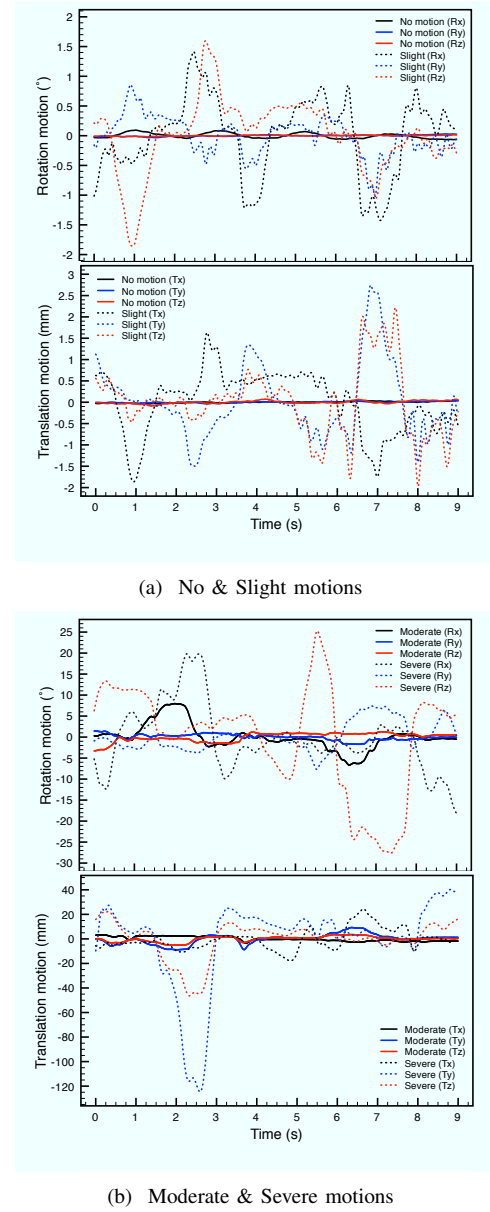 2
1.5
1
0.5
0
-0.5
-1
-1.5
-2
Rotation motion (°)
No motion (Rx)
No motion (Ry)
No motion (Rz)
Slight (Rx)
Slight (Ry)
Slight (Rz)
3
2.5
2
1.5
1
0.5
0
-0.5
-1
-1.5
-2
Translation motion (mm)
No motion (Tx)
No motion (Ty)
No motion (Tz)
Slight (Tx)
Slight (Ty)
Slight (Tz)
0 1 2 3 4 5 6 7 8 9
Time (s)
(a) No & Slight motions
25
20
15
10
5
0
-5
-10
-15
-20
-25
-30
Rotation motion (°)
Moderate (Rx)
Moderate (Ry)
Moderate (Rz)
Severe (Rx)
Severe (Ry)
Severe (Rz)
40
20
0
-20
-40
-60
-80
-100
-120
Translation motion (mm)
Moderate (Tx)
Moderate (Ty)
Moderate (Tz)
Severe (Tx)
Severe (Ty)
Severe (Tz)
0 1 2 3 4 5 6 7 8 9
Time (s)
(b) Moderate & Severe motions